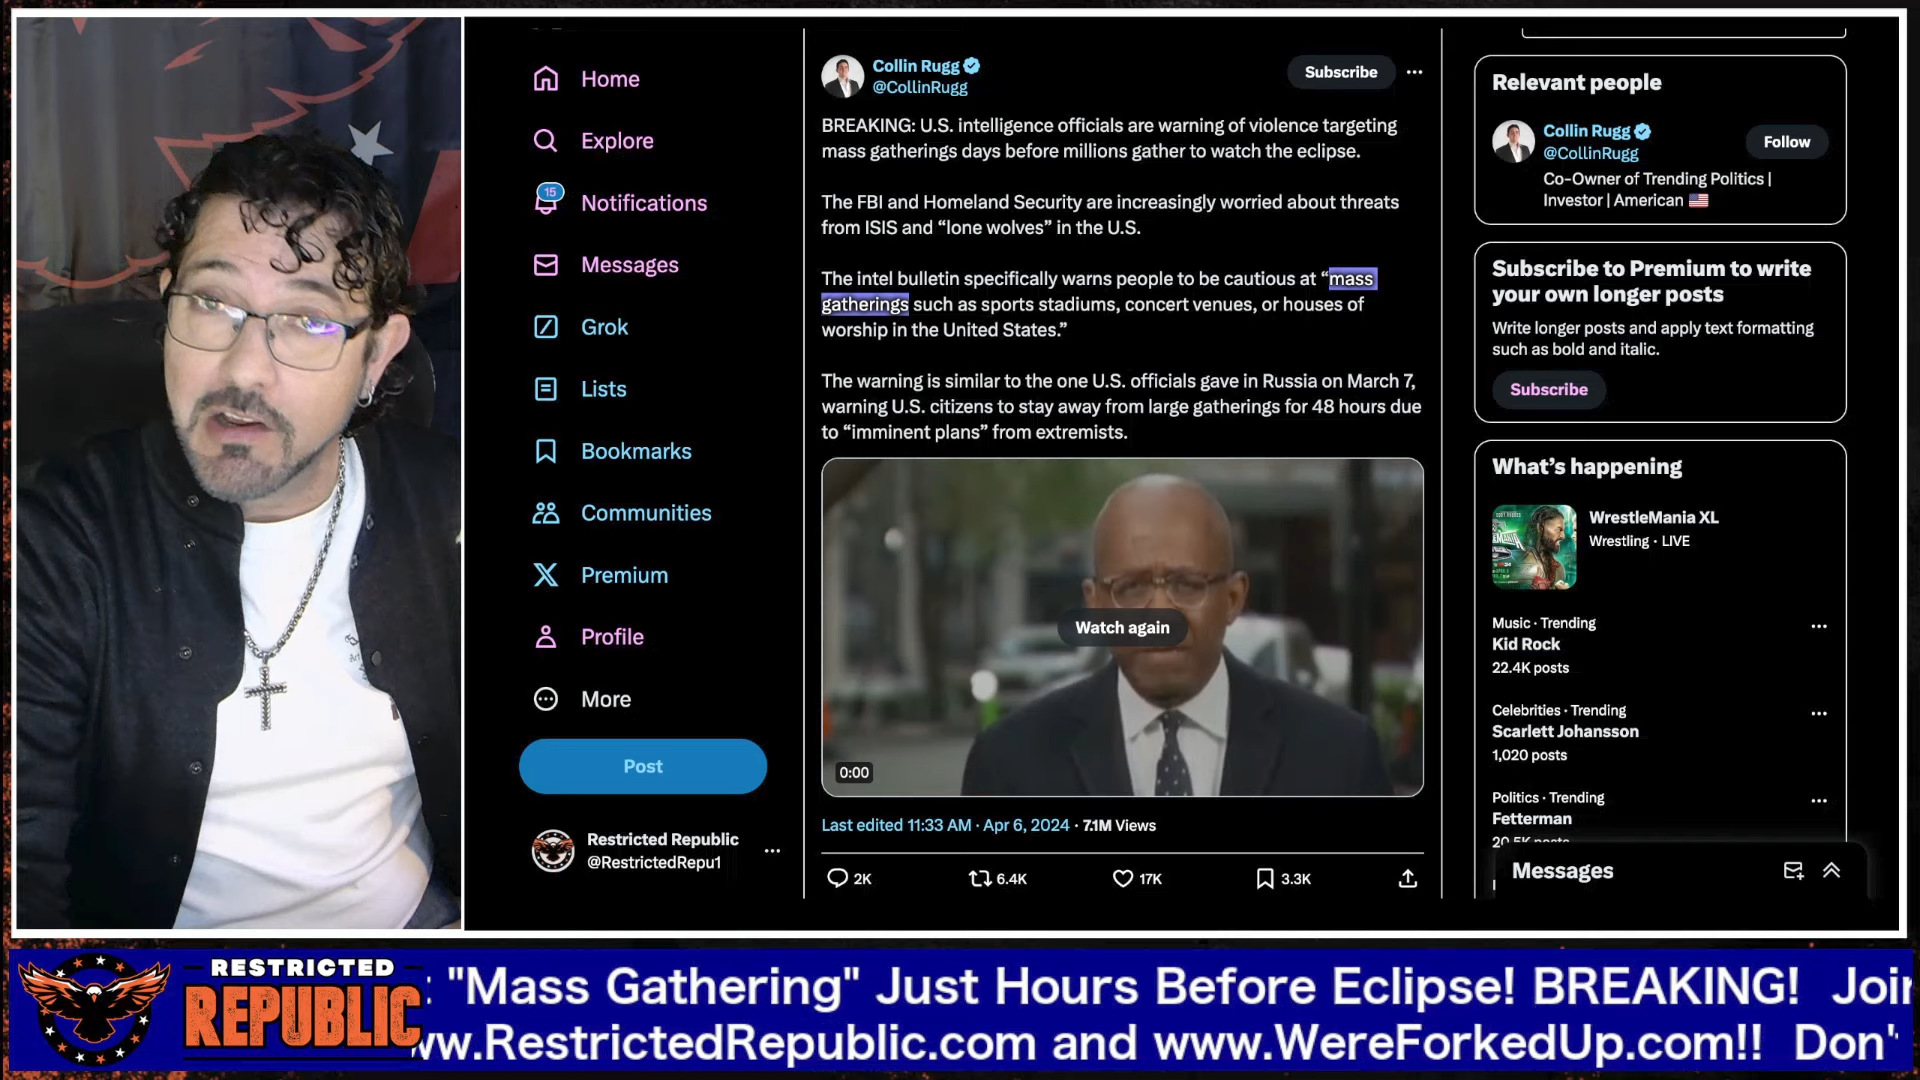 Home
Explore
15
Notifications
Messages
Grok
Lists
Bookmarks
Communities
Premium
Profile
More
Post
Restricted Republic
@RestrictedRepu1
Collin Rugg
@CollinRugg
Subscribe
BREAKING: U.S. intelligence officials are warning of violence targeting
mass gatherings days before millions gather to watch the eclipse.
The FBI and Homeland Security are increasingly worried about threats
from ISIS and “lone wolves” in the U.S.
The intel bulletin specifically warns people to be cautious at “mass
gatherings such as sports stadiums, concert venues, or houses of
worship in the United States.”
The warning is similar to the one U.S. officials gave in Russia on March 7,
warning U.S. citizens to stay away from large gatherings for 48 hours due
to “imminent plans” from extremists.
Watch again
0:00
Last edited 11:33 AM · Apr 6, 2024 · 7.1M Views
2K
6.4K
17K
3.3K
Relevant people
Collin Rugg
@CollinRugg
Follow
Co-Owner of Trending Politics |
Investor | American
Subscribe to Premium to write
your own longer posts
Write longer posts and apply text formatting
such as bold and italic.
Subscribe
What’s happening
WrestleMania XL
Wrestling · LIVE
Music · Trending
Kid Rock
22.4K posts
Celebrities · Trending
Scarlett Johansson
1,020 posts
Politics · Trending
Fetterman
Messages
RESTRICTED
REPUBLIC
: "Mass Gathering" Just Hours Before Eclipse! BREAKING! Join
ww.RestrictedRepublic.com and www.WereForkedUp.com!! Don'